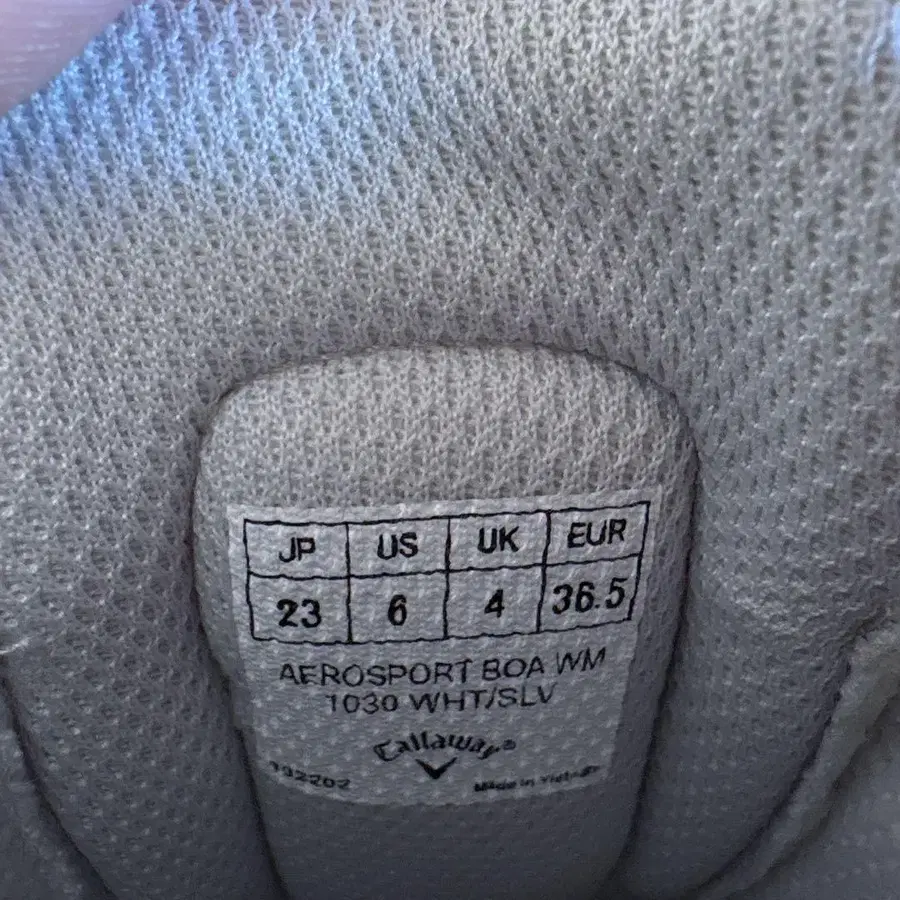 JP US UK EUR
23 6 4 36.5
AEROSPORT BOA WM
1030 WHT/SLV
Callaway®
Made in Vietnam